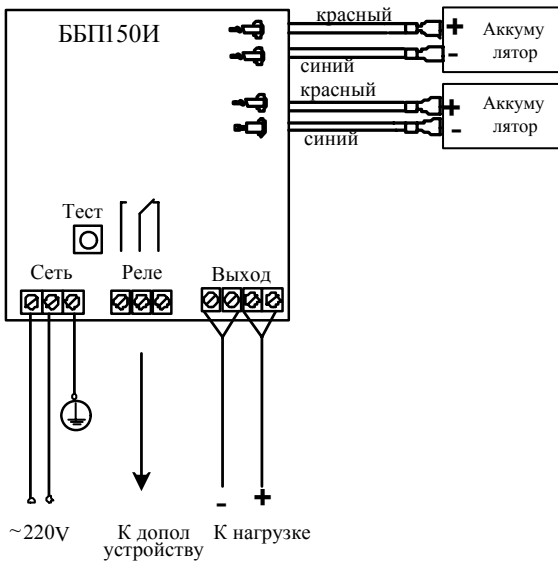 ББП150И
красный
+
Аккуму
лятор
-
синий
красный
+
Аккуму
лятор
-
синий
Тест
Сеть
Реле
Выход
-
+
~220V
К допол
устройству
К нагрузке